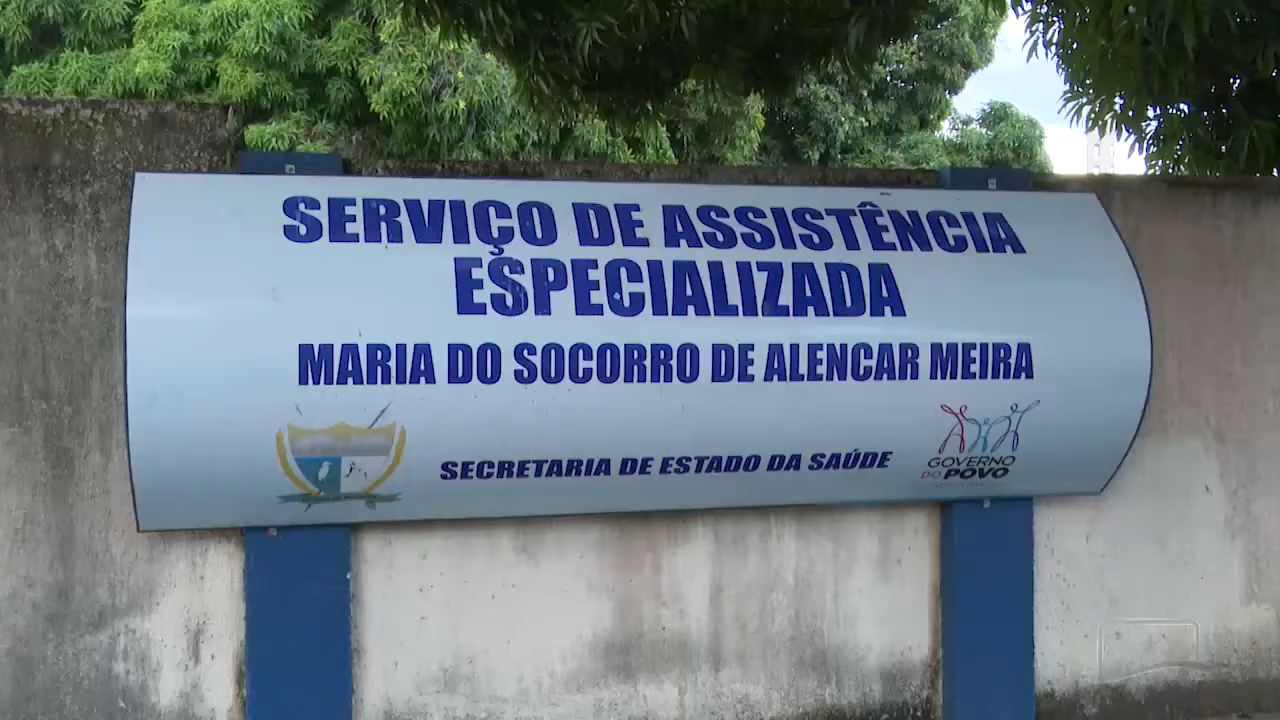 SERVIÇO DE ASSISTÊNCIA
ESPECIALIZADA
MARIA DO SOCORRO DE ALENCAR MEIRA
SECRETARIA DE ESTADO DA SAÚDE
GOVERNO
DO POVO